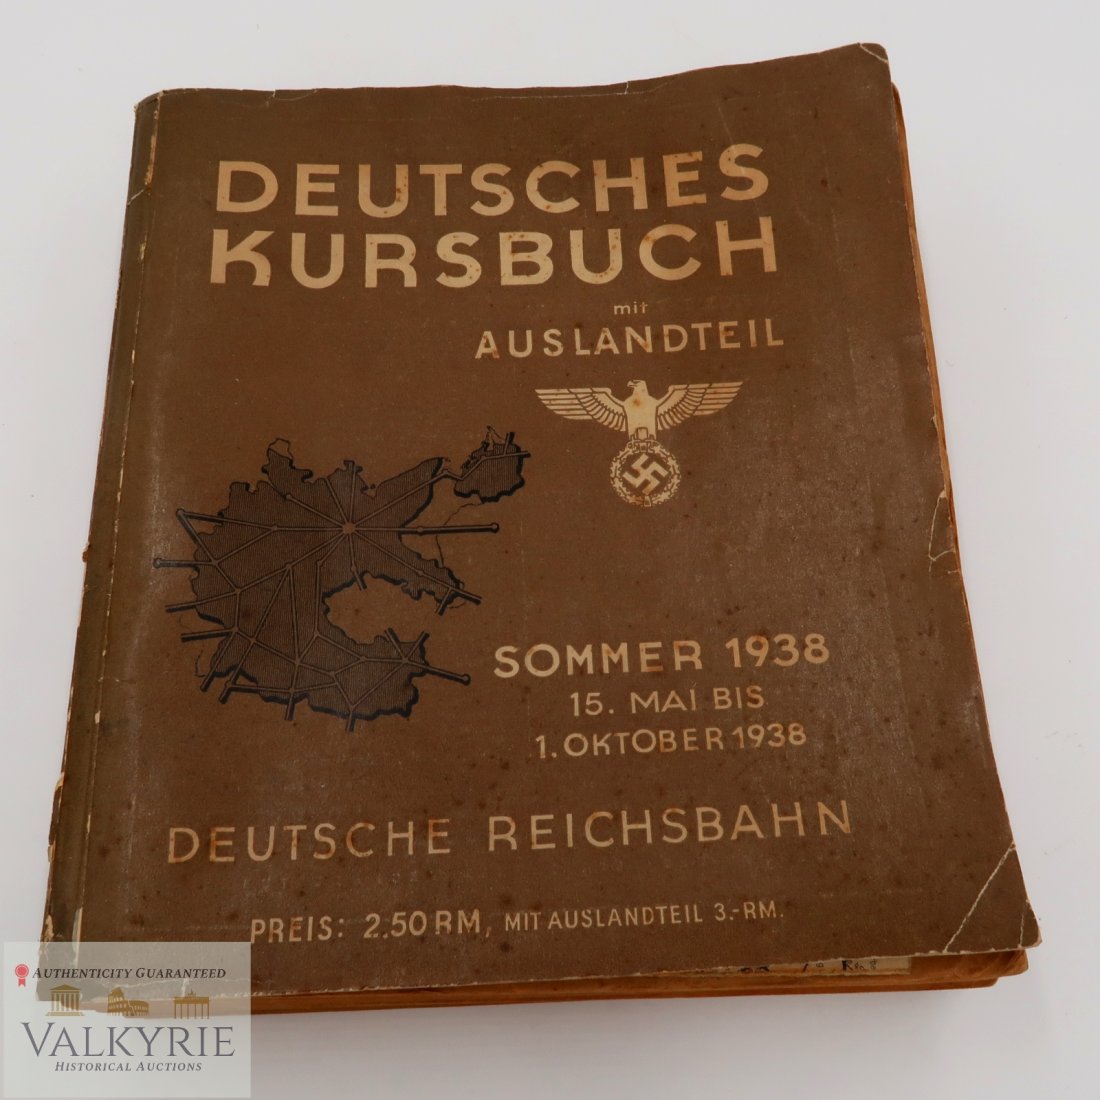 DEUTSCHES
KURSBUCH
mit
AUSLANDTEIL
SOMMER 1938
15. MAI BIS
1. OKTOBER 1938
DEUTSCHE REICHSBAHN
PREIS: 2.50 RM, MIT AUSLANDTEIL 3.-RM.
AUTHENTICITY GUARANTEED
VALKYRIE
HISTORICAL AUCTIONS